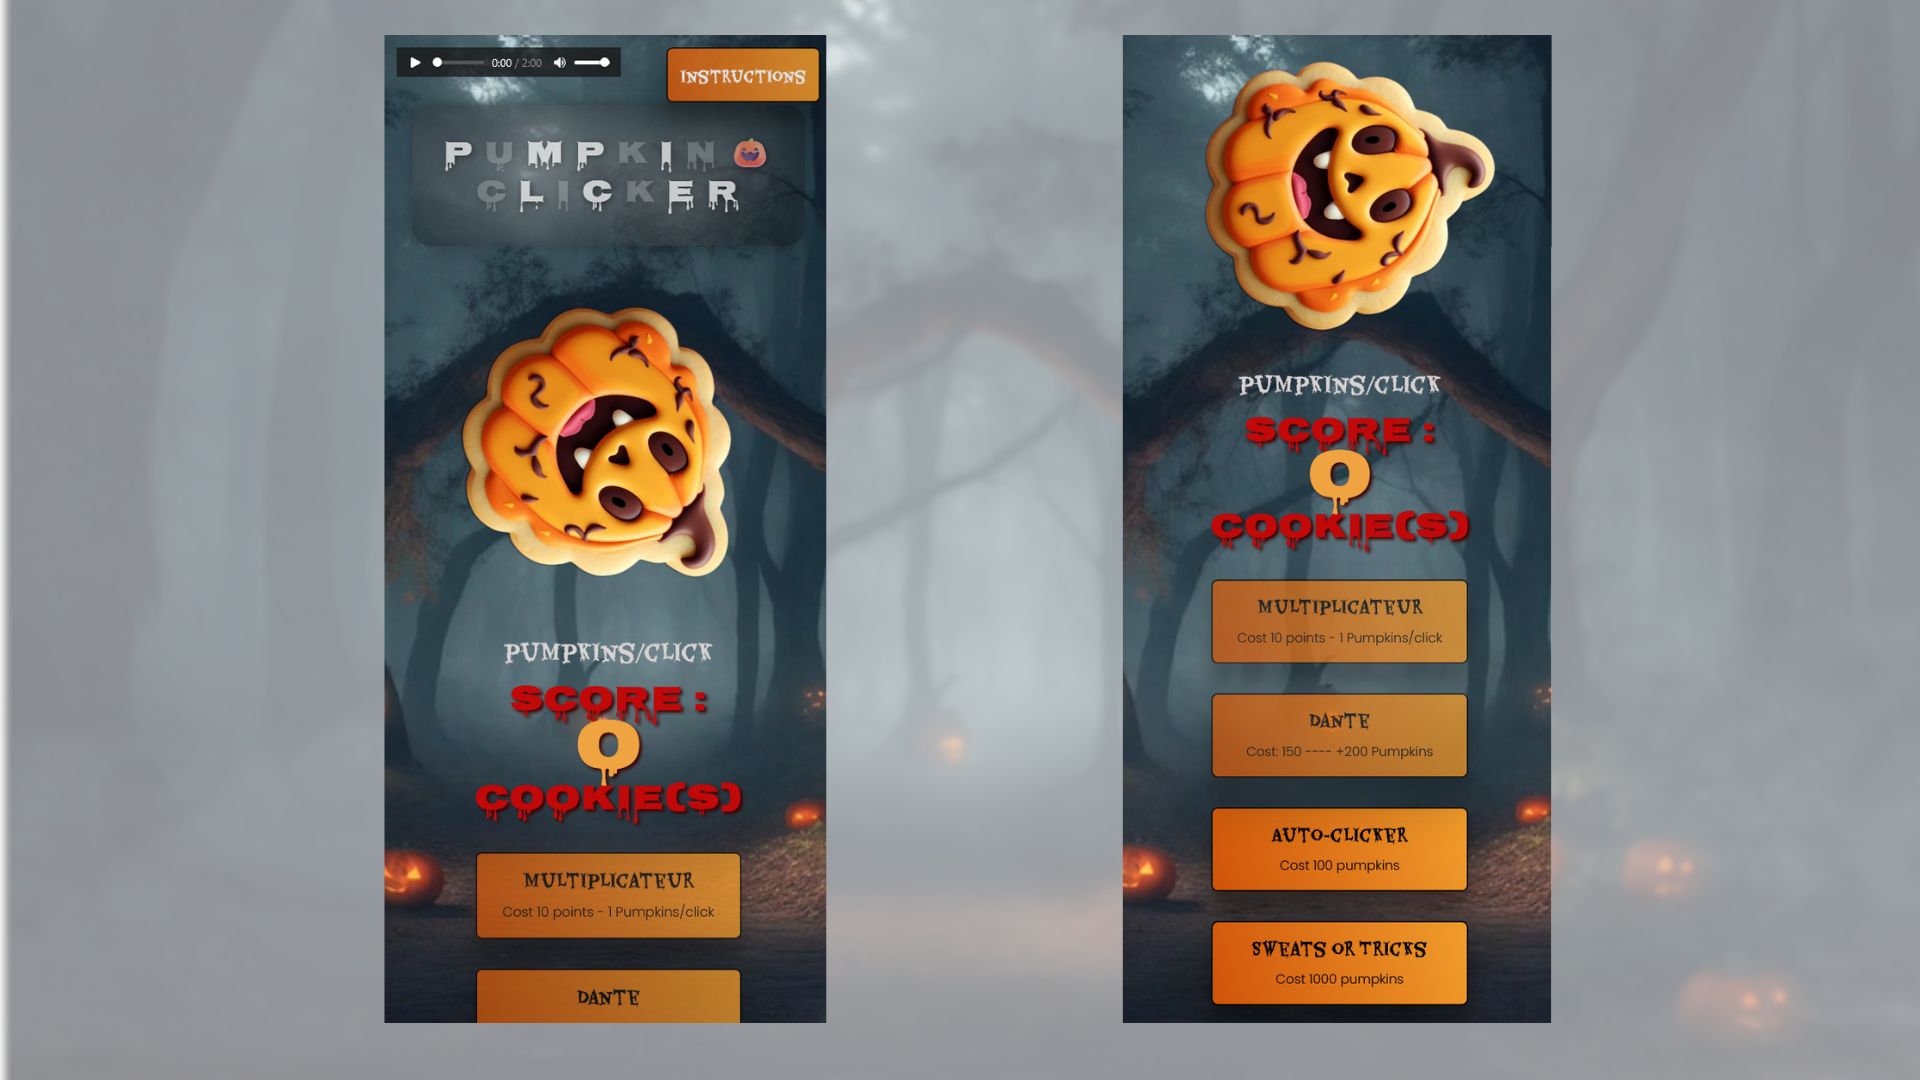 0:00 / 2:00
INSTRUCTIONS
PUMPKIN🎃
CLICKER
PUMPKINS/CLICK
SCORE :
0
COOKIE(S)
MULTIPLICATEUR
Cost 10 points - 1 Pumpkins/click
DANTE
PUMPKINS/CLICK
SCORE :
0
COOKIE(S)
MULTIPLICATEUR
Cost 10 points - 1 Pumpkins/click
DANTE
Cost: 150 ---- +200 Pumpkins
AUTO-CLICKER
Cost 100 pumpkins
SWEATS OR TRICKS
Cost 1000 pumpkins